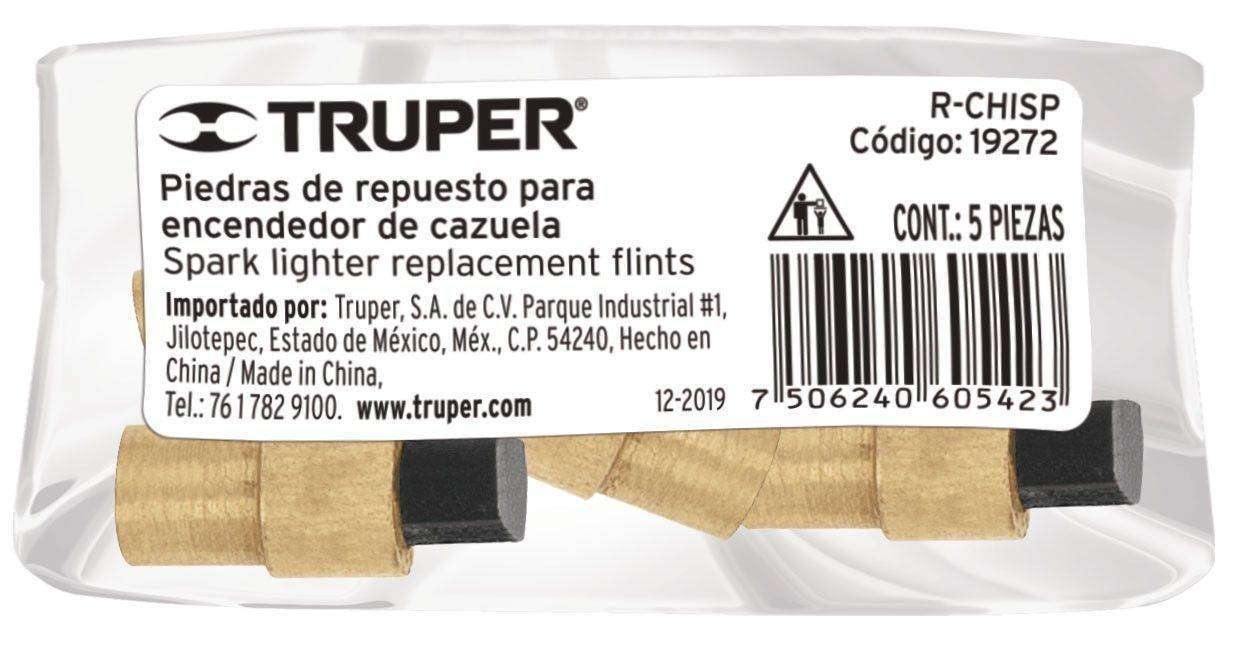 TRUPER®
R-CHISP
Código: 19272
Piedras de repuesto para
encendedor de cazuela
Spark lighter replacement flints
CONT.: 5 PIEZAS
Importado por: Truper, S.A. de C.V. Parque Industrial #1,
Jilotepec, Estado de México, Méx., C.P. 54240, Hecho en
China / Made in China,
Tel.: 761 782 9100. www.truper.com
12-2019
7 506240 605423